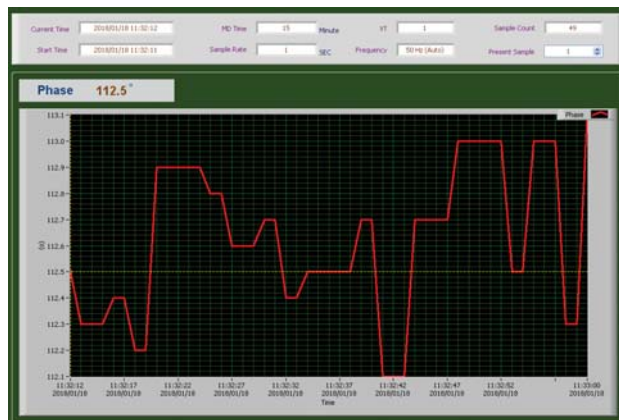 Current Time 2018/01/18 11:32:12 MD Time 15 Minute VT 1 Sample Count 49
Start Time 2018/01/18 11:32:11 Sample Rate 1 SEC Frequency 50 Hz (Auto) Present Sample 1
Phase 112.5°
Phase
113.1
113.0
112.9
112.8
112.7
112.6
112.5
112.4
112.3
112.2
112.1
11:32:12 11:32:17 11:32:22 11:32:27 11:32:32 11:32:37 11:32:42 11:32:47 11:32:52 11:33:00
2018/01/18 2018/01/18 2018/01/18 2018/01/18 2018/01/18 2018/01/18 2018/01/18 2018/01/18 2018/01/18 2018/01/18
Time